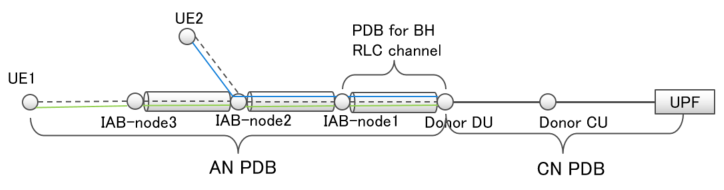 UE2
PDB for BH
RLC channel
UE1
UPF
IAB-node3
IAB-node2
IAB-node1
Donor DU
Donor CU
AN PDB
CN PDB